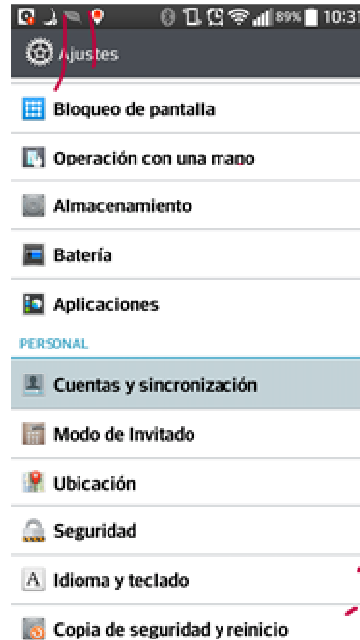 89% 10:31
Ajustes
Bloqueo de pantalla
Operación con una mano
Almacenamiento
Batería
Aplicaciones
PERSONAL
Cuentas y sincronización
Modo de Invitado
Ubicación
Seguridad
A Idioma y teclado
Copia de seguridad y reinicio